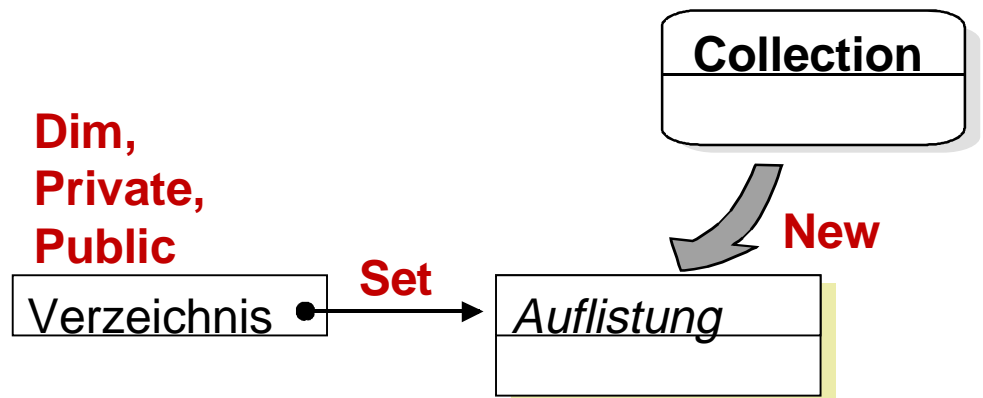 Collection
Dim,
Private,
Public
New
Set
Verzeichnis
Auflistung